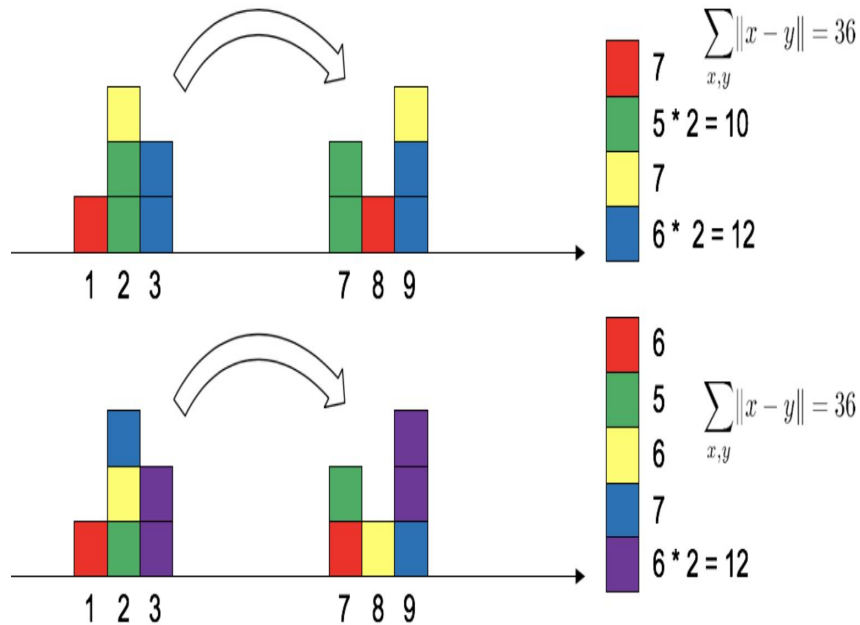 7
5 * 2 = 10
7
6 * 2 = 12
∑ ||x − y|| = 36
x,y
1 2 3 7 8 9
6
5
6
7
6 * 2 = 12
∑ ||x − y|| = 36
x,y
1 2 3 7 8 9